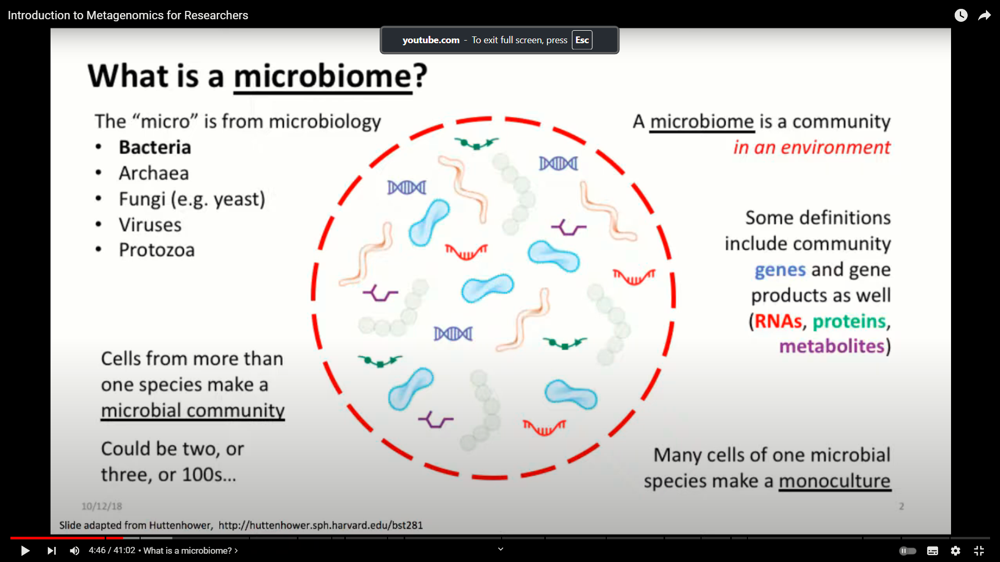 Introduction to Metagenomics for Researchers
youtube.com - To exit full screen, press Esc
What is a microbiome?
The “micro” is from microbiology
• Bacteria
• Archaea
• Fungi (e.g. yeast)
• Viruses
• Protozoa
Cells from more than
one species make a
microbial community
Could be two, or
three, or 100s...
A microbiome is a community
in an environment
Some definitions
include community
genes and gene
products as well
(RNAs, proteins,
metabolites)
Many cells of one microbial
species make a monoculture
10/12/18
2
Slide adapted from Huttenhower, http://huttenhower.sph.harvard.edu/bst281
4:46 / 41:02 • What is a microbiome? ›